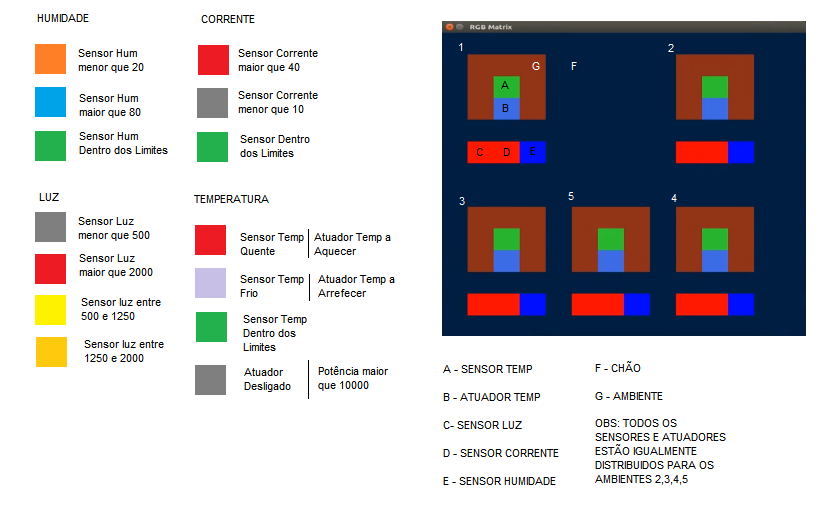 HUMIDADE
Sensor Hum
menor que 20
Sensor Hum
maior que 80
Sensor Hum
Dentro dos Limites
CORRENTE
Sensor Corrente
maior que 40
Sensor Corrente
menor que 10
Sensor Dentro
dos Limites
LUZ
Sensor Luz
menor que 500
Sensor Luz
maior que 2000
Sensor luz entre
500 e 1250
Sensor luz entre
1250 e 2000
TEMPERATURA
Sensor Temp
Quente
Atuador Temp a
Aquecer
Sensor Temp
Frio
Atuador Temp a
Arrefecer
Sensor Temp
Dentro dos
Limites
Atuador
Desligado
Potência maior
que 10000
RGB Matrix
1
G
F
2
A
B
C D E
3
5
4
A - SENSOR TEMP
B - ATUADOR TEMP
C- SENSOR LUZ
D - SENSOR CORRENTE
E - SENSOR HUMIDADE
F - CHÃO
G - AMBIENTE
OBS: TODOS OS
SENSORES E ATUADORES
ESTÃO IGUALMENTE
DISTRIBUIDOS PARA OS
AMBIENTES 2,3,4,5